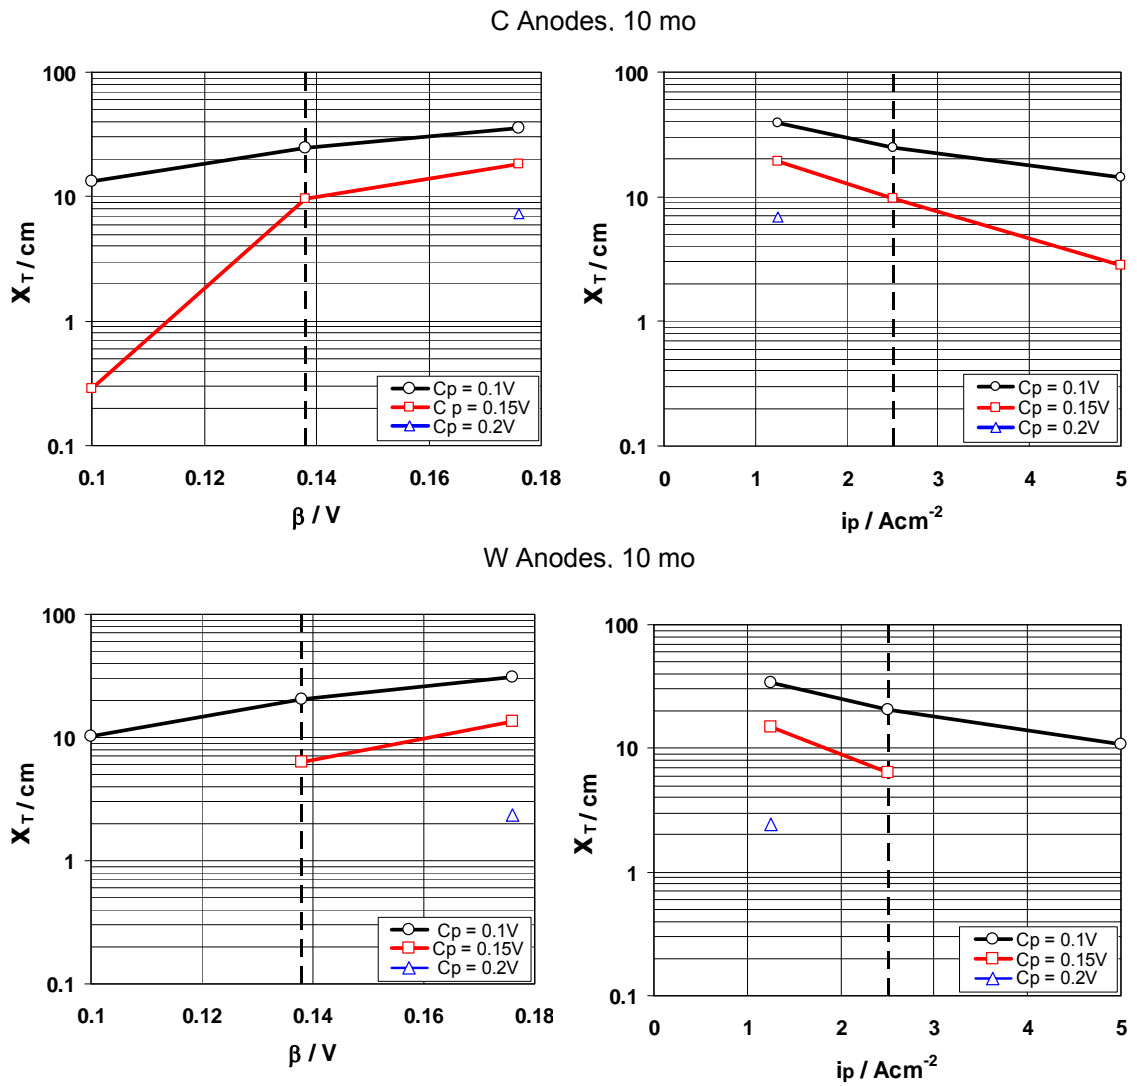 C Anodes, 10 mo
100
10
1
0.1
X T / cm
0.1 0.12 0.14 0.16 0.18
β / V
Cp = 0.1V
C p = 0.15V
Cp = 0.2V
100
10
1
0.1
X T / cm
0 1 2 3 4 5
ip / Acm-2
Cp = 0.1V
Cp = 0.15V
Cp = 0.2V
W Anodes, 10 mo
100
10
1
0.1
X T / cm
0.1 0.12 0.14 0.16 0.18
β / V
Cp = 0.1V
Cp = 0.15V
Cp = 0.2V
100
10
1
0.1
X T / cm
0 1 2 3 4 5
ip / Acm-2
Cp = 0.1V
Cp = 0.15V
Cp = 0.2V